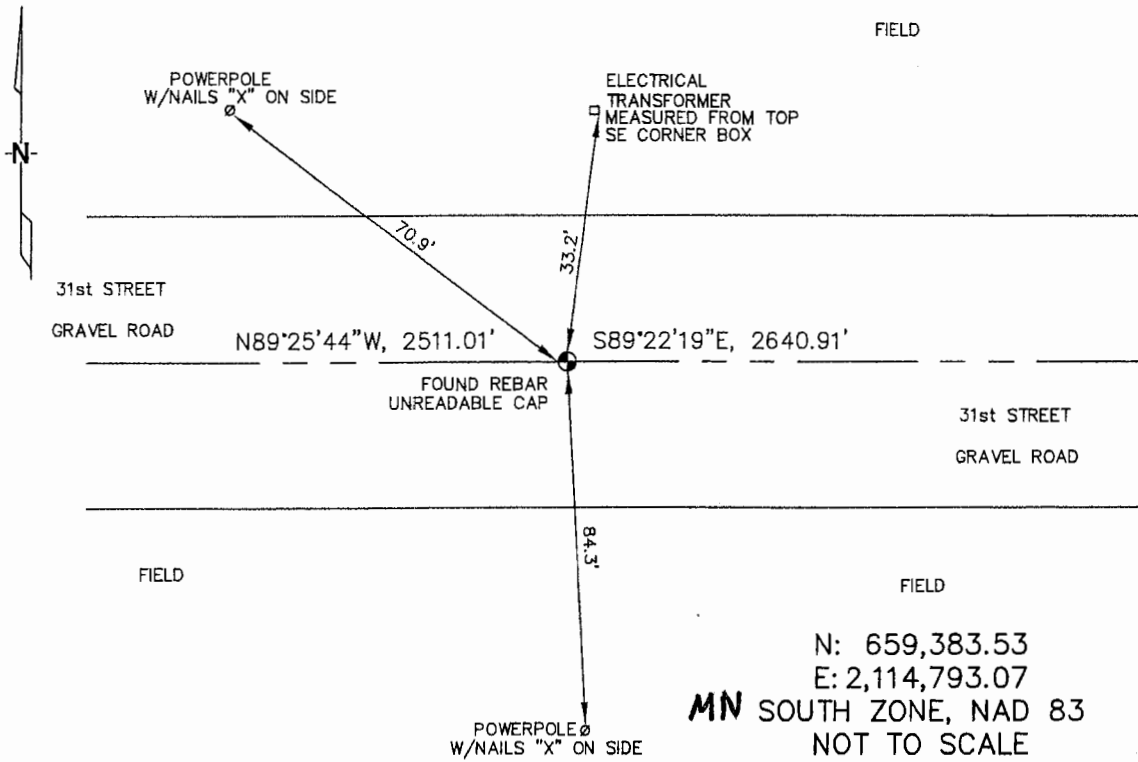 FIELD
POWERPOLE
W/NAILS "X" ON SIDE
ELECTRICAL
TRANSFORMER
MEASURED FROM TOP
SE CORNER BOX
N
70.9'
33.2'
31st STREET
GRAVEL ROAD
N89°25'44"W, 2511.01'
S89°22'19"E, 2640.91'
FOUND REBAR
UNREADABLE CAP
31st STREET
GRAVEL ROAD
84.3'
FIELD
FIELD
N: 659,383.53
E: 2,114,793.07
MN SOUTH ZONE, NAD 83
NOT TO SCALE
POWERPOLE
W/NAILS "X" ON SIDE